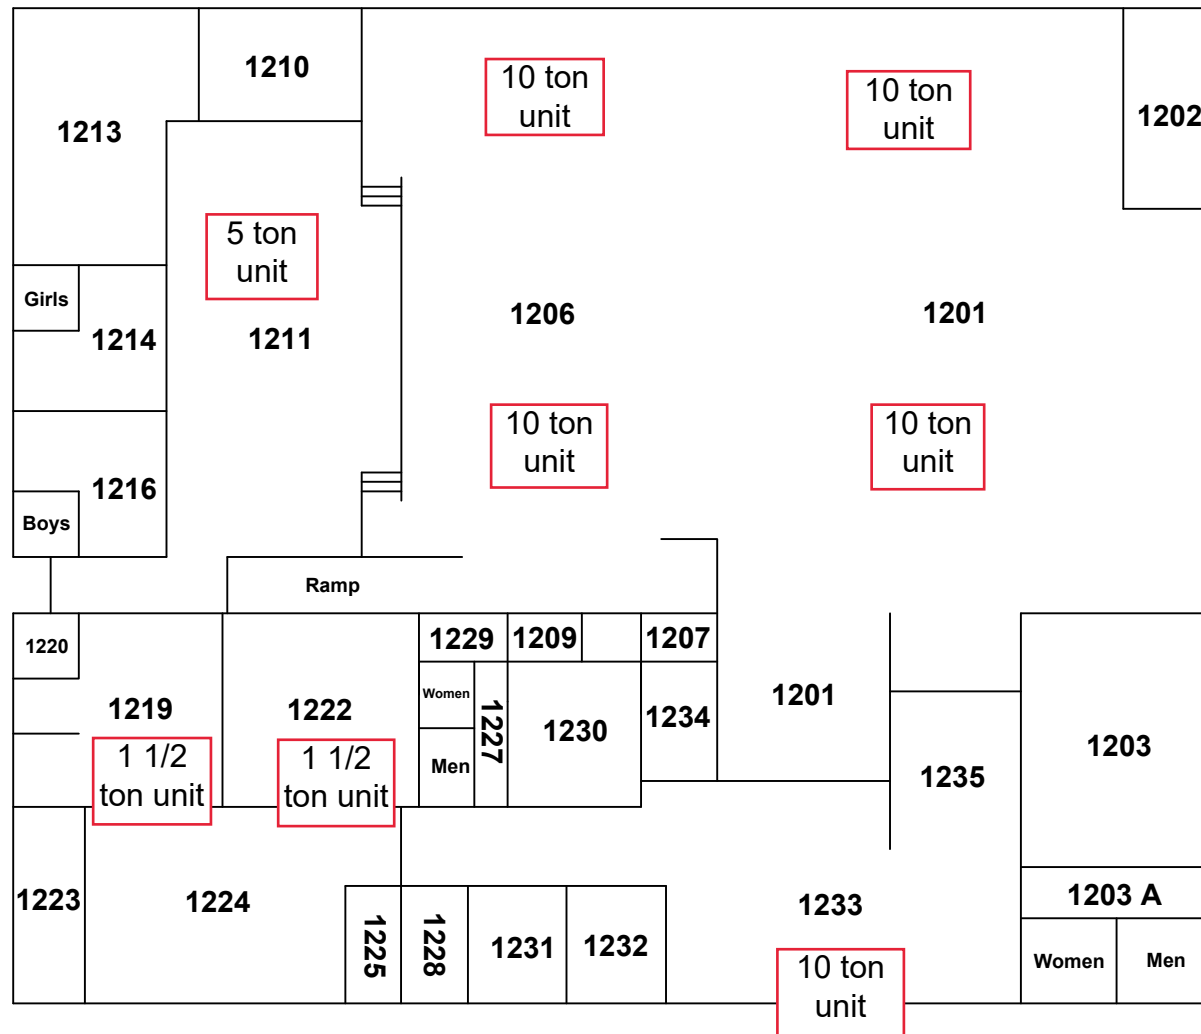 1210
10 ton
unit
10 ton
unit
1202
1213
5 ton
unit
Girls
1214
1211
1206
1201
10 ton
unit
10 ton
unit
1216
Boys
Ramp
1220
1229
1209
1207
1219
1222
Women
1227
1230
1234
1201
1203
Men
1235
1 1/2
ton unit
1 1/2
ton unit
1223
1224
1225
1228
1231
1232
1233
1203 A
Women
Men
10 ton
unit